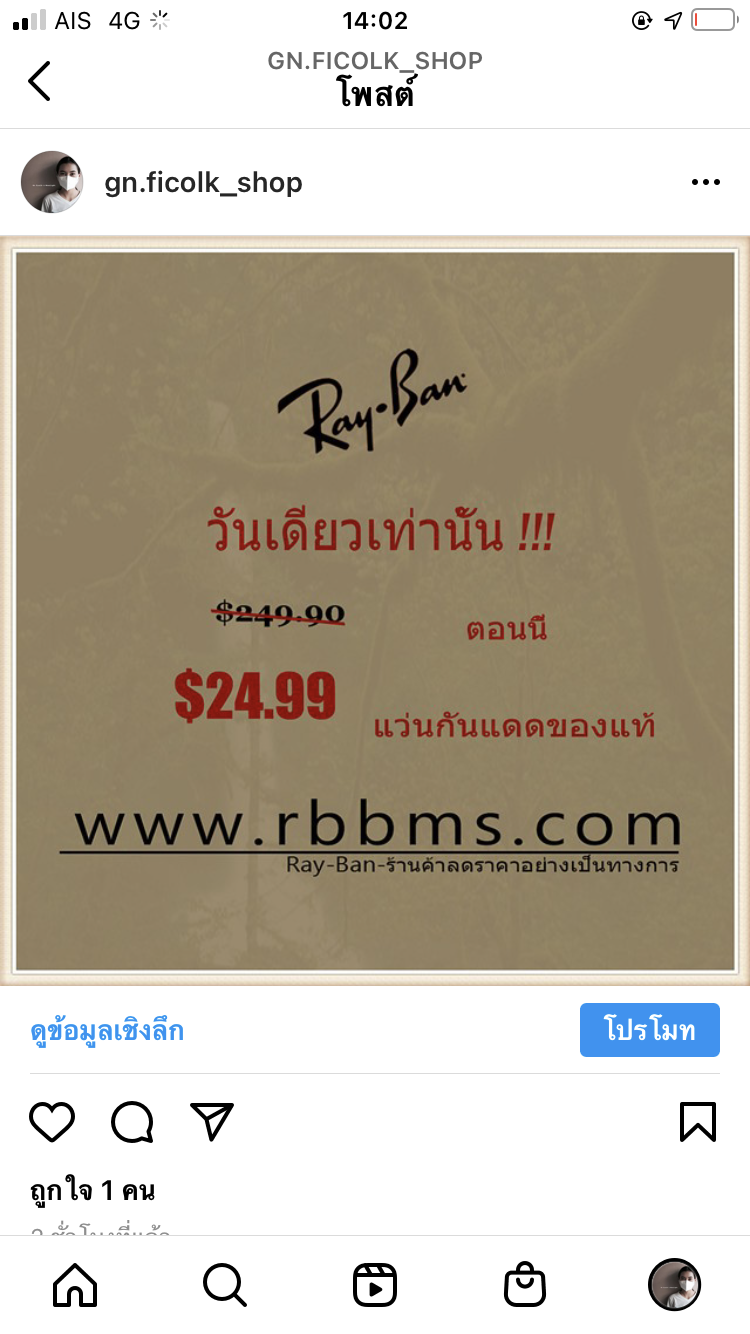 AIS 4G 14:02
GN.FICOLK_SHOP
โพสต์
gn.ficolk_shop
Ray-Ban
วันเดียวเท่านั้น !!!
$249.90
ตอนนี้
$24.99
แว่นกันแดดของแท้
www.rbbms.com
Ray-Ban-ร้านค้าลดราคาอย่างเป็นทางการ
ดูข้อมูลเชิงลึก
โปรโมท
ถูกใจ 1 คน